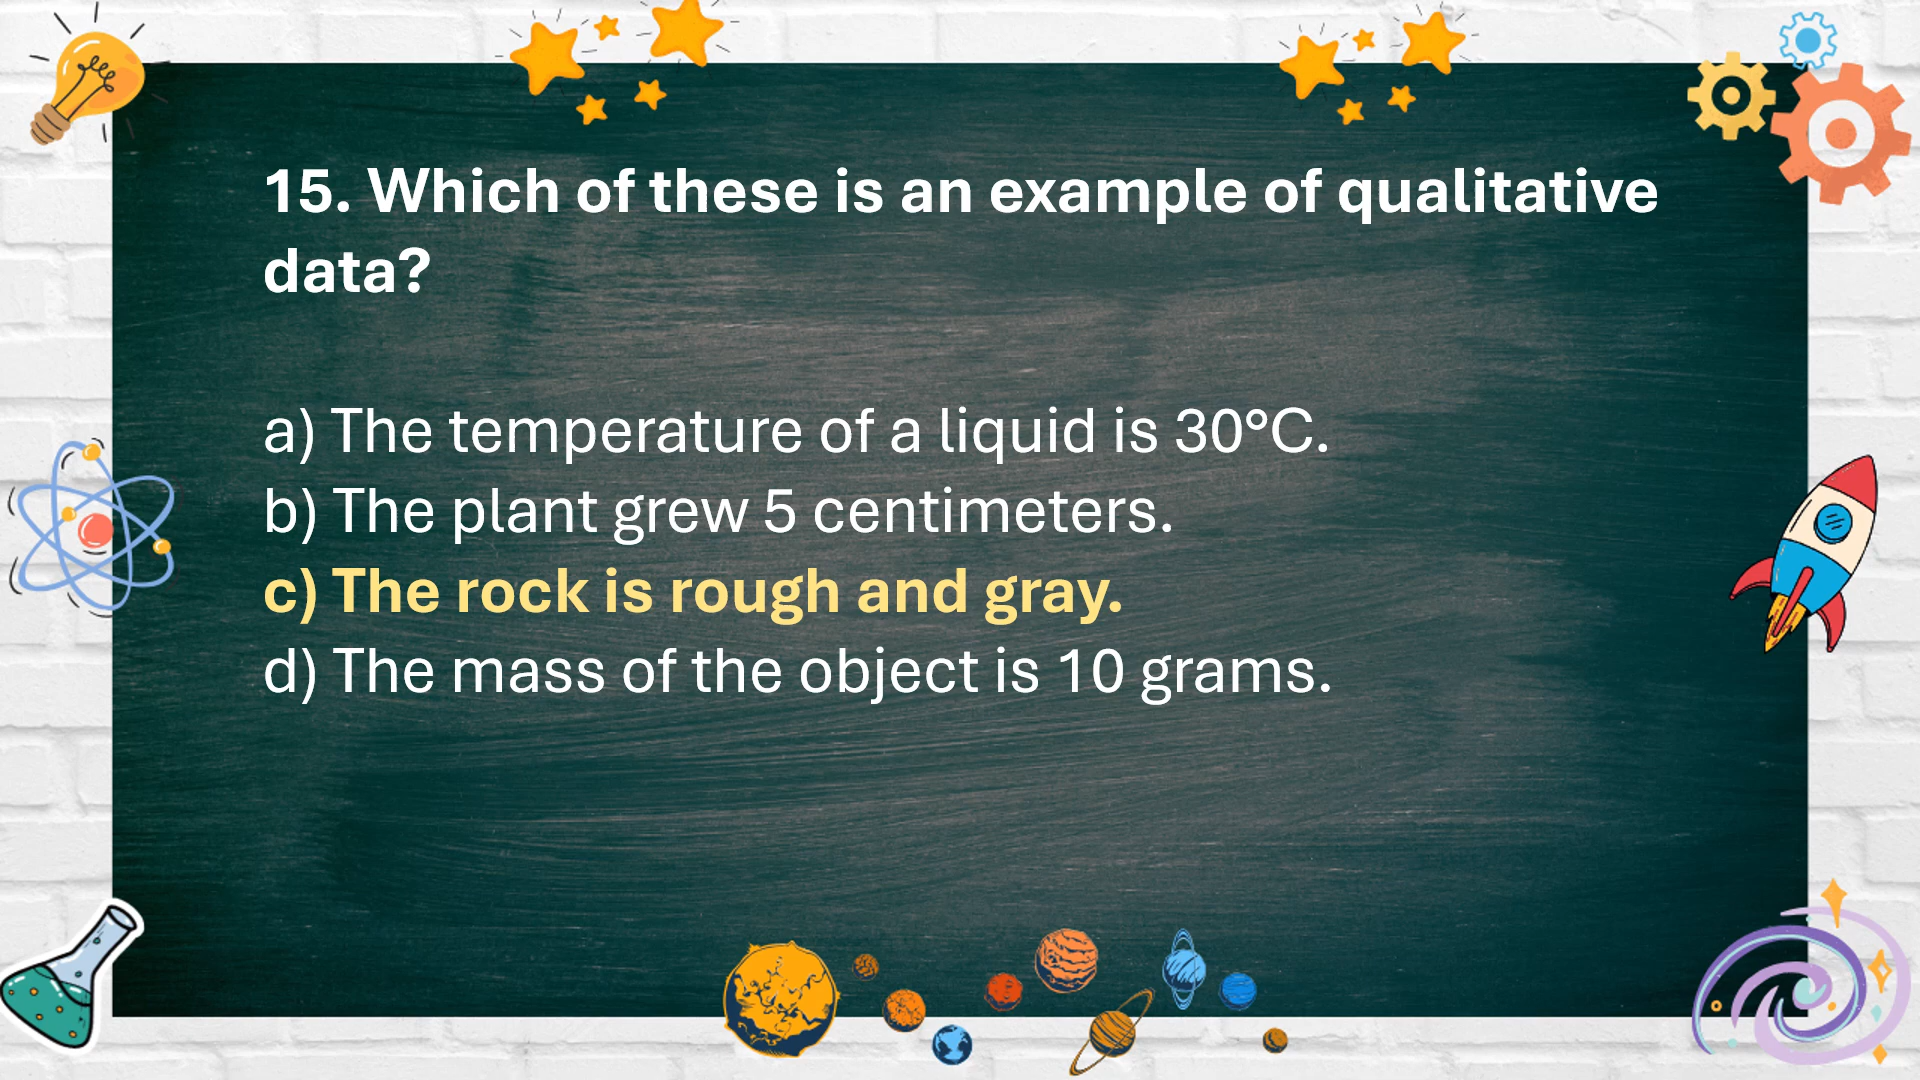 15. Which of these is an example of qualitative
data?
a) The temperature of a liquid is 30°C.
b) The plant grew 5 centimeters.
c) The rock is rough and gray.
d) The mass of the object is 10 grams.